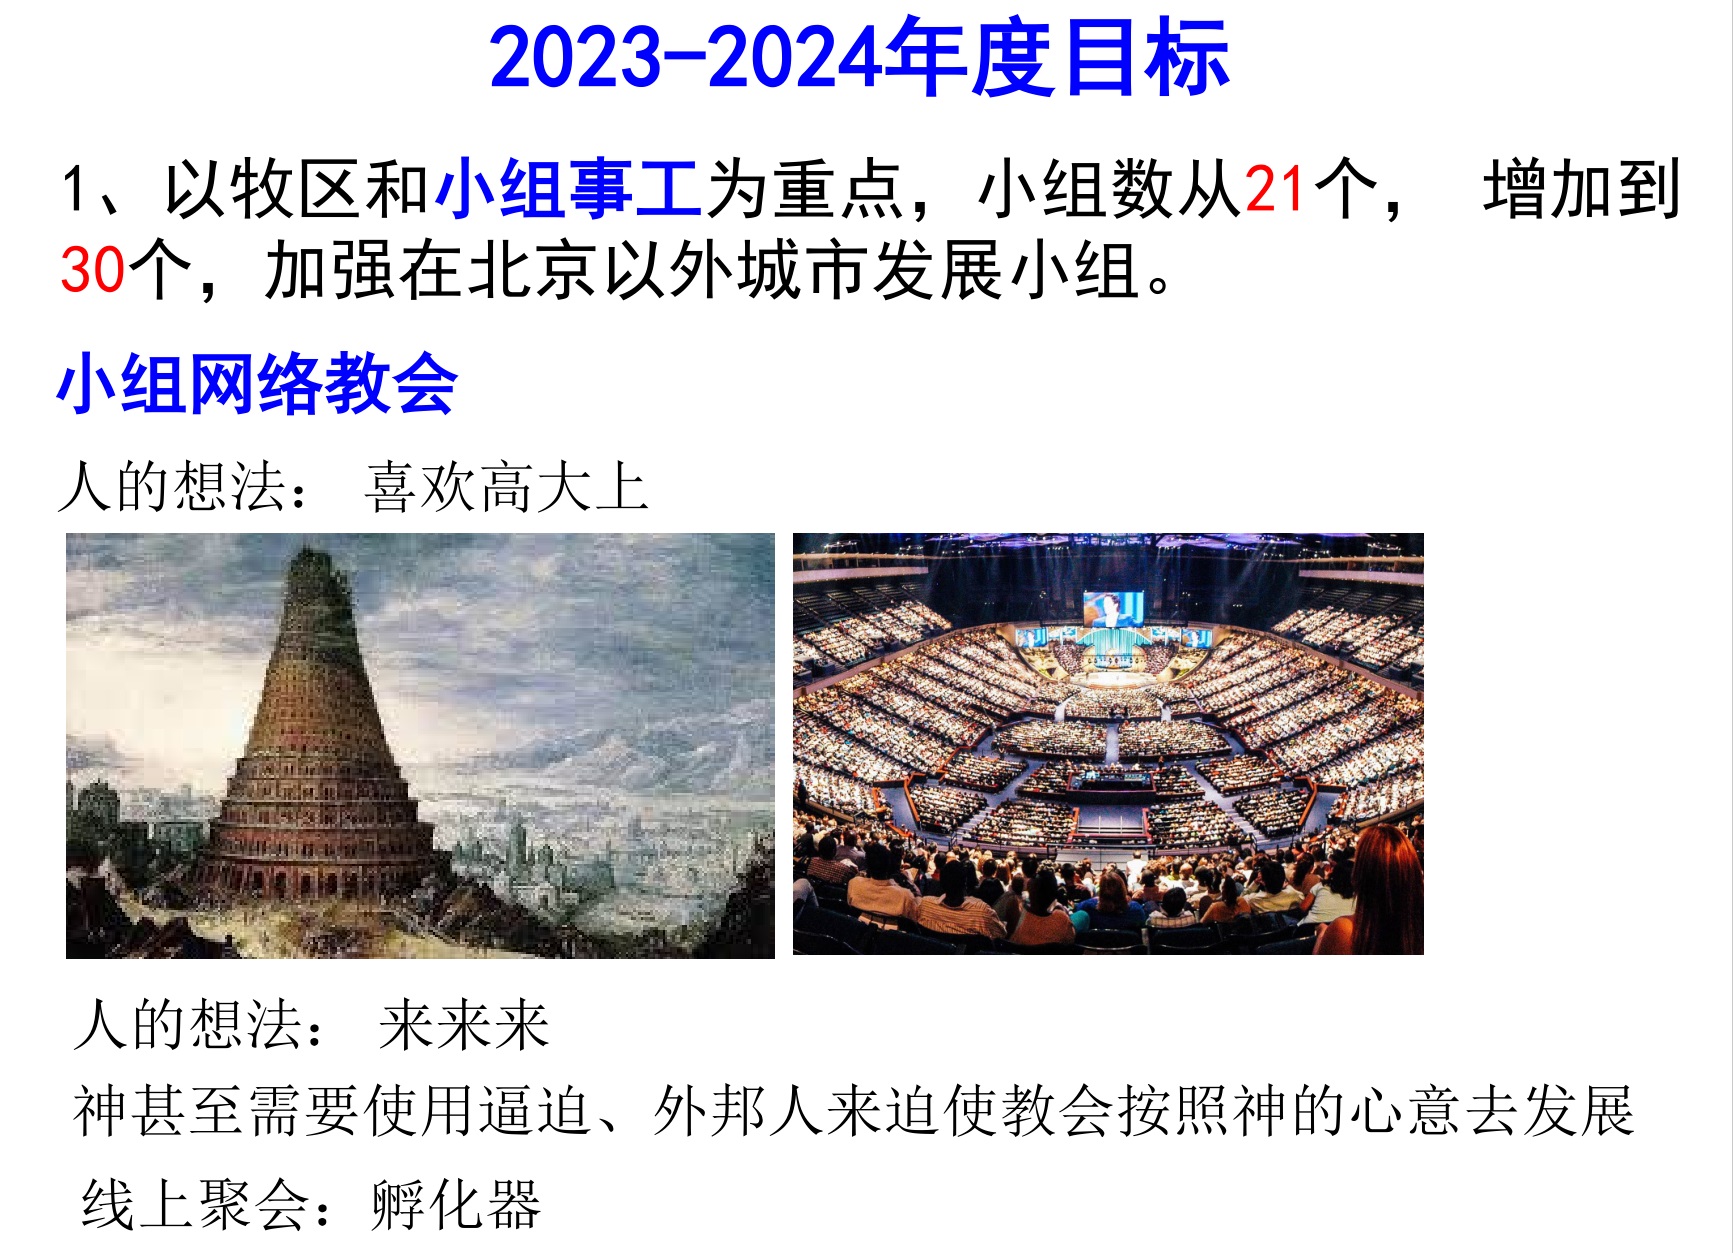 2023-2024年度目标
1、以牧区和小组事工为重点，小组数从21个， 增加到
30个，加强在北京以外城市发展小组。
小组网络教会
人的想法： 喜欢高大上
人的想法： 来来来
神甚至需要使用逼迫、外邦人来迫使教会按照神的心意去发展
线上聚会：孵化器